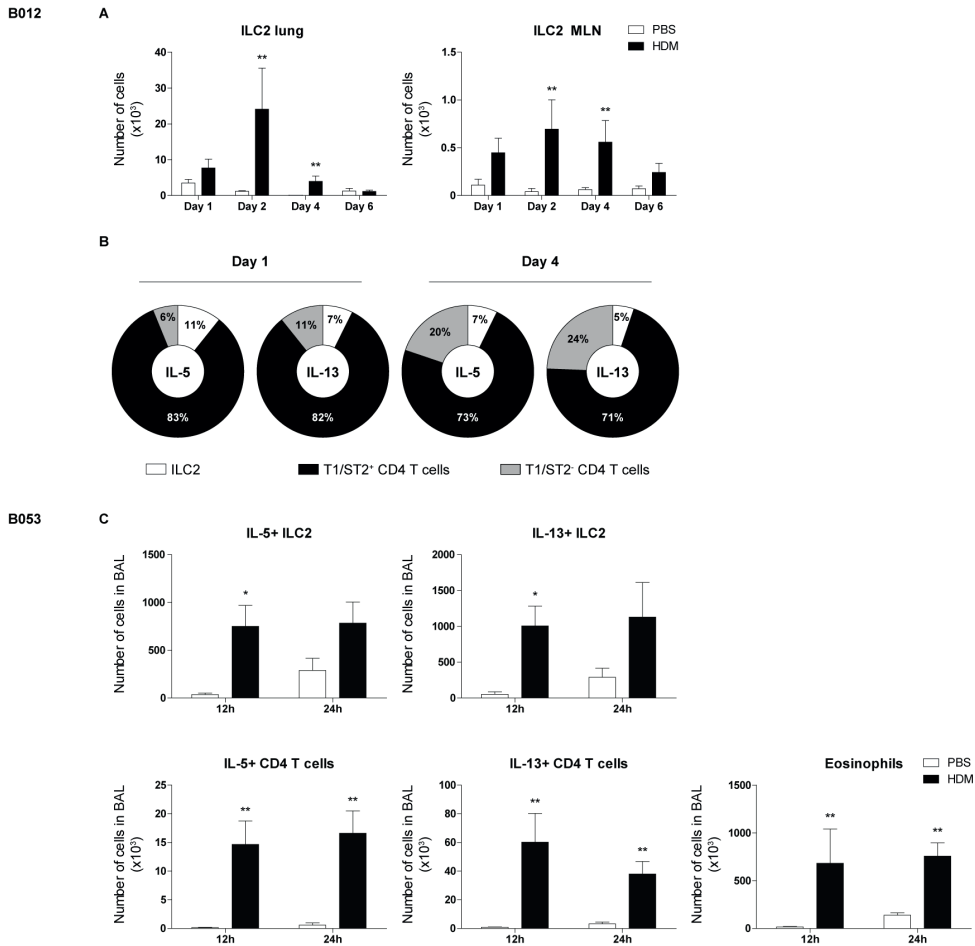 B012
A
ILC2 lung
ILC2 MLN
PBS
HDM
Number of cells
(x10³)
40
30
20
10
0
**
**
Day 1 Day 2 Day 4 Day 6
Number of cells
(x10³)
1.5
1.0
0.5
0
**
**
Day 1 Day 2 Day 4 Day 6
B
Day 1
Day 4
6%
11%
IL-5
83%
11%
7%
IL-13
82%
20%
7%
IL-5
73%
24%
5%
IL-13
71%
ILC2
T1/ST2⁺ CD4 T cells
T1/ST2⁻ CD4 T cells
B053
C
IL-5+ ILC2
Number of cells in BAL
1500
1000
500
0
*
12h 24h
IL-13+ ILC2
Number of cells in BAL
2000
1500
1000
500
0
*
12h 24h
IL-5+ CD4 T cells
Number of cells in BAL
(x10³)
25
20
15
10
5
0
**
**
12h 24h
IL-13+ CD4 T cells
Number of cells in BAL
(x10³)
100
80
60
40
20
0
**
**
12h 24h
Eosinophils
PBS
HDM
Number of cells in BAL
(x10³)
1500
1000
500
0
**
**
12h 24h